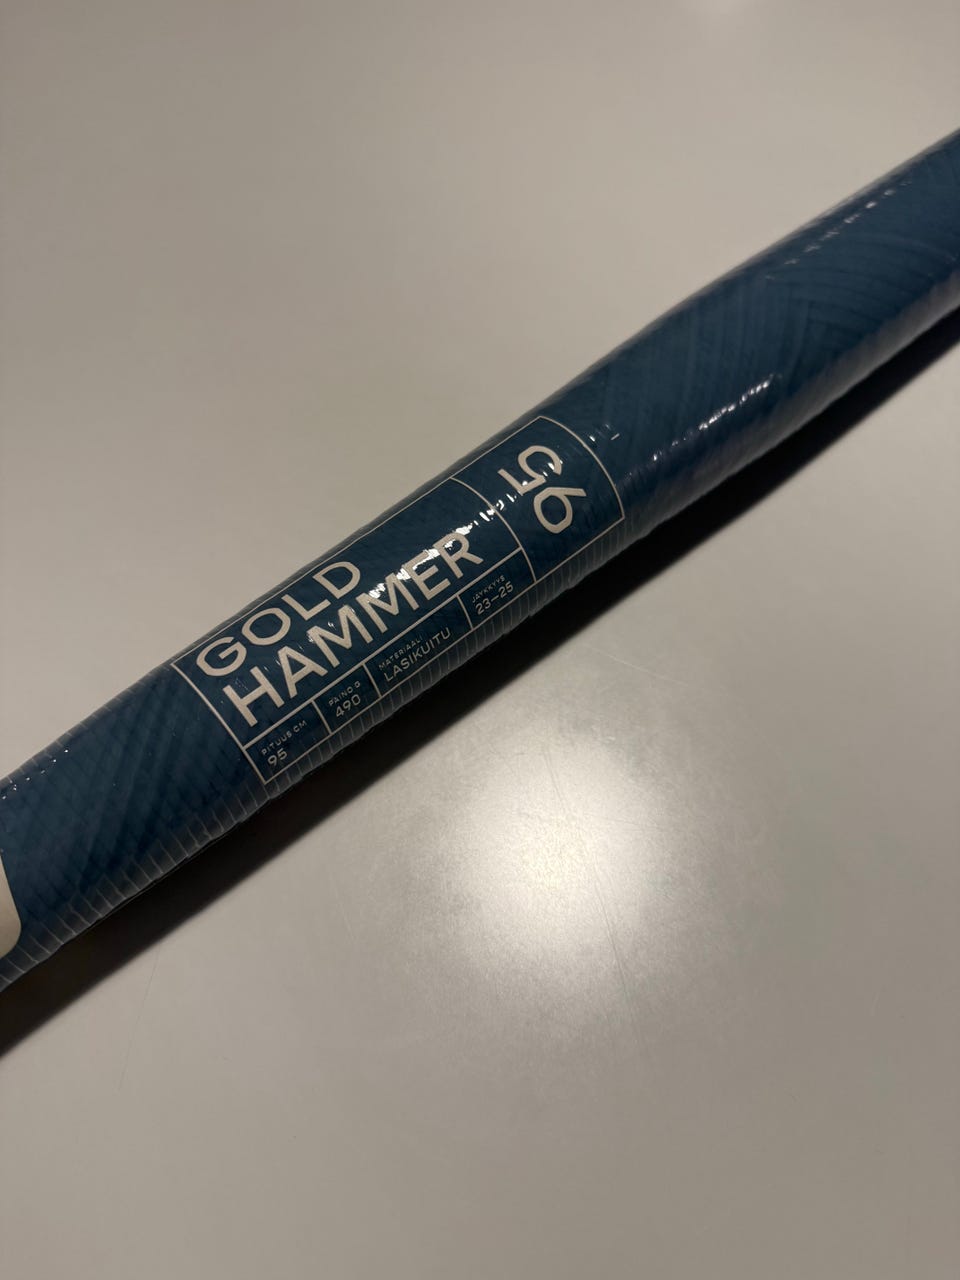 GOLD
HAMMER
95
PITUUS CM
95
PAINO G
490
MATERIAALI
LASIKUITU
JÄYKKYYS
23–25